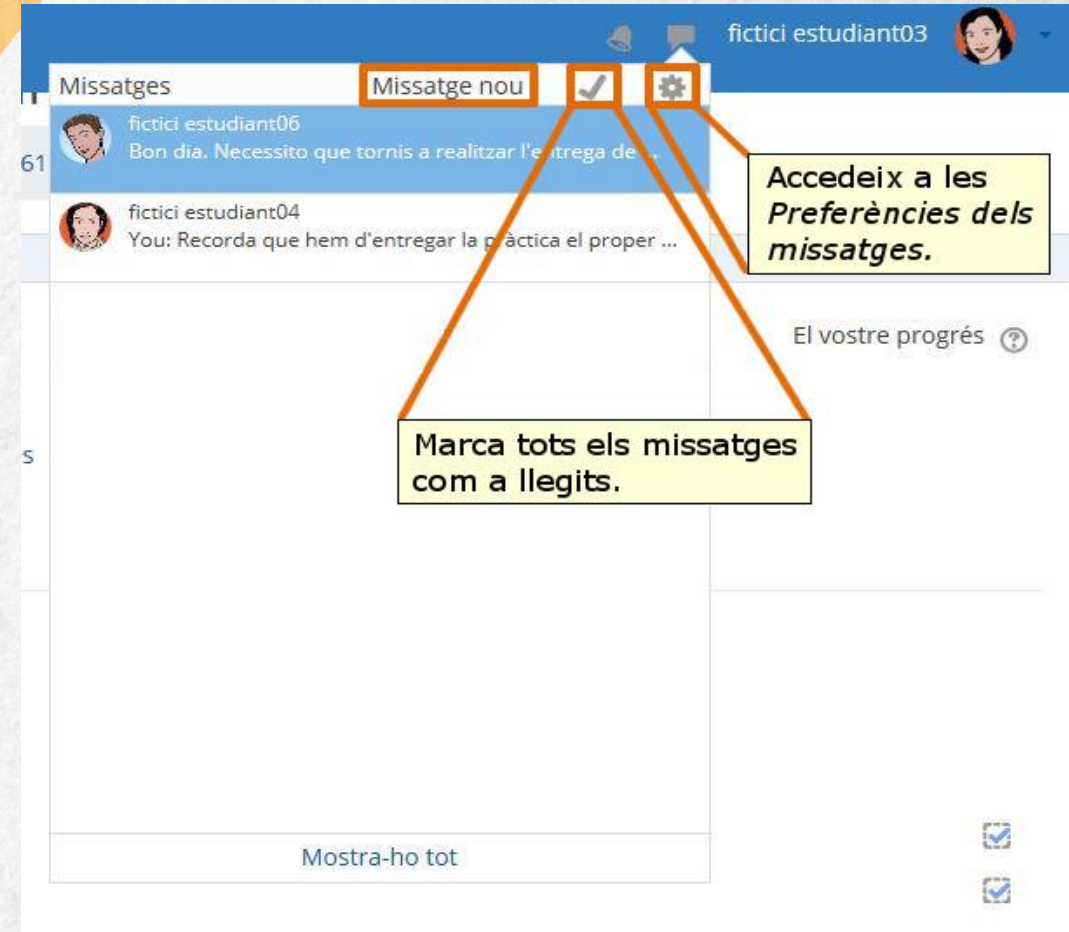 fictici estudiant03
Missatges
Missatge nou
fictici estudiant06
61
Bon dia. Necessito que tornis a realitzar l'entrega de ...
fictici estudiant04
You: Recorda que hem d'entregar la pràctica el proper ...
Accedeix a les
Preferències dels
missatges.
El vostre progrés
s
Marca tots els missatges
com a llegits.
Mostra-ho tot